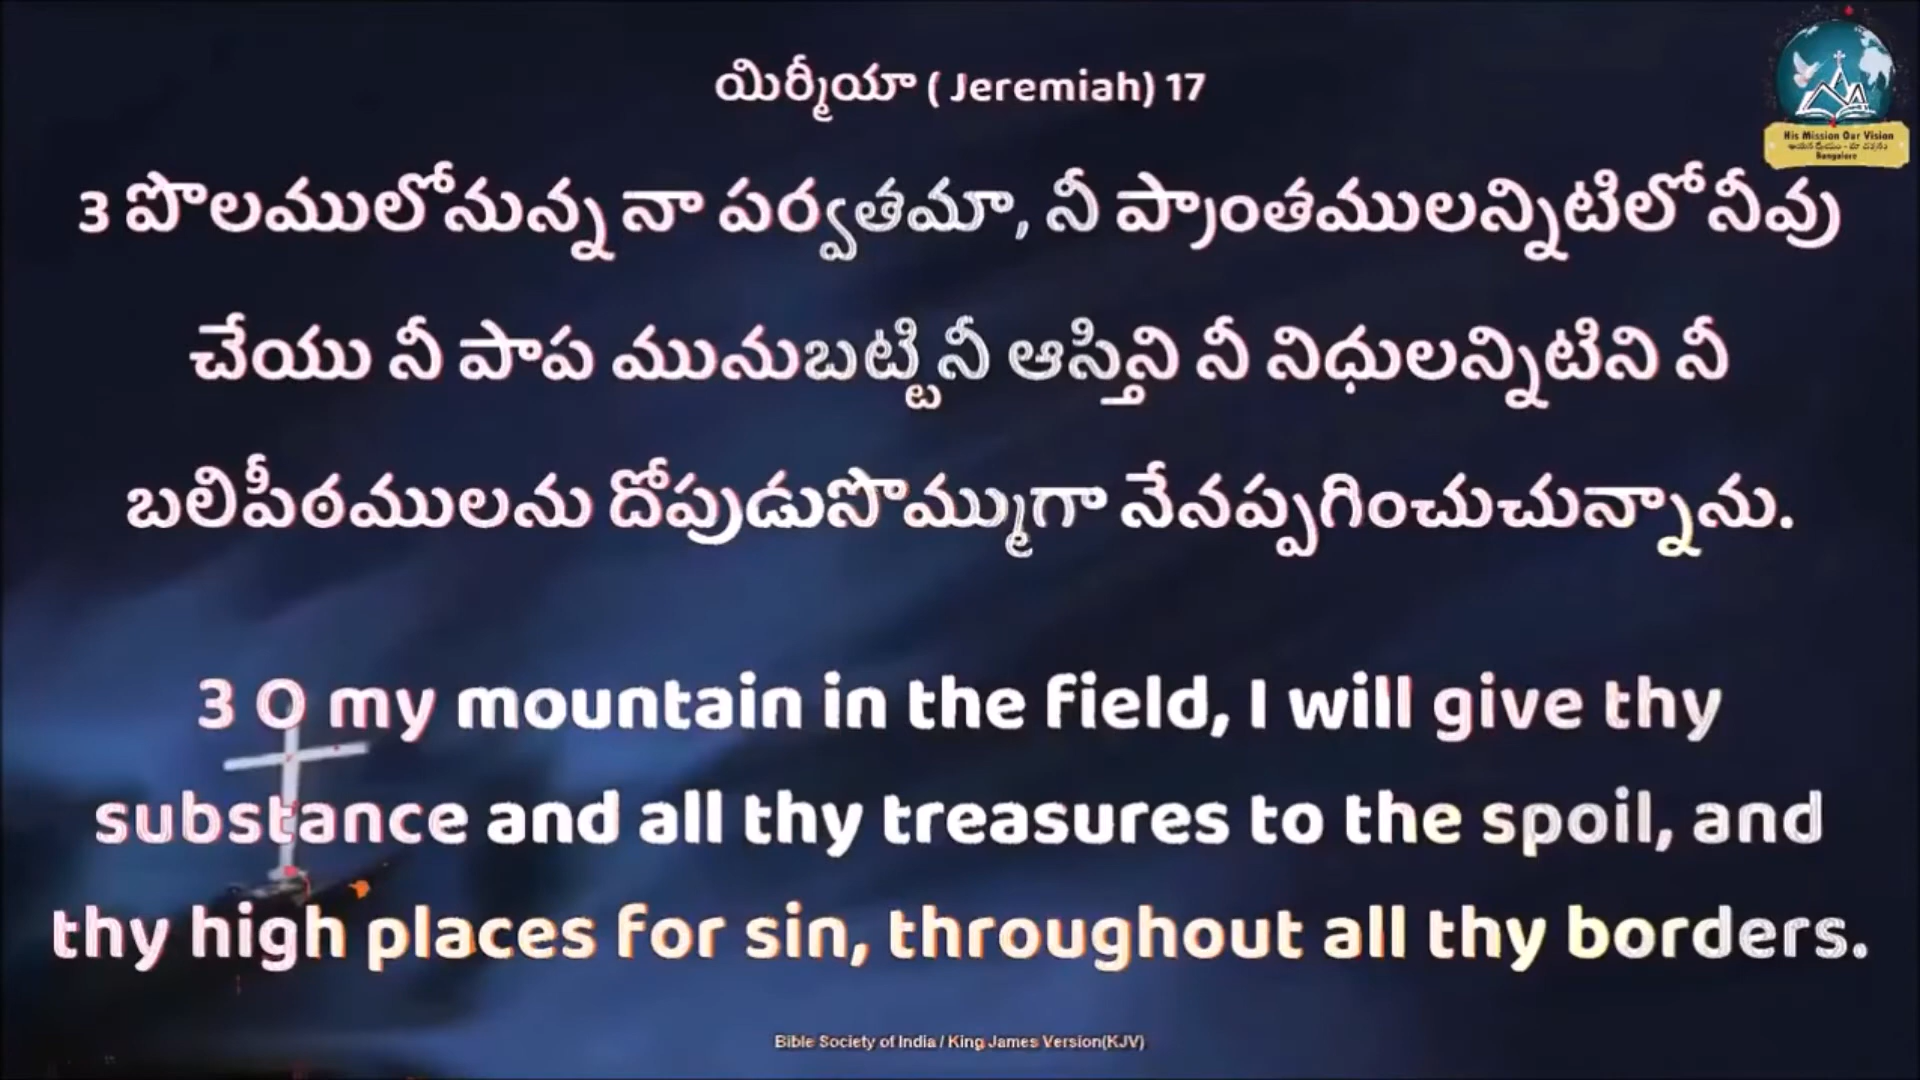 యిర్మీయా ( Jeremiah) 17
3 పొలములోనున్న నా పర్వతమా, నీ ప్రాంతములన్నిటిలో నీవు
చేయు నీ పాప మునుబట్టి నీ ఆస్తిని నీ నిధులన్నిటిని నీ
బలిపీఠములను దోపుడుసొమ్ముగా నేనప్పగించుచున్నాను.
3 O my mountain in the field, I will give thy
substance and all thy treasures to the spoil, and
thy high places for sin, throughout all thy borders.
Bible Society of India / King James Version(KJV)
His Mission Our Vision
Bangalore